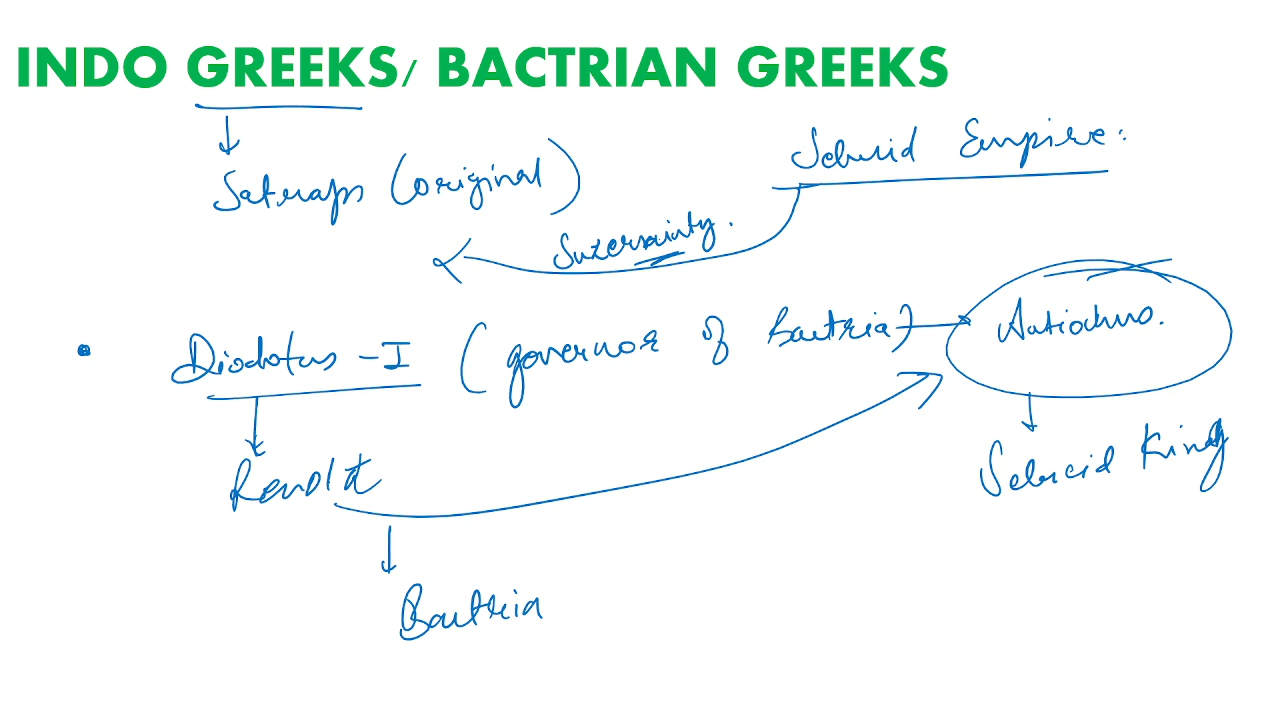 INDO GREEKS/ BACTRIAN GREEKS
Seleucid Empire:
Satraps (original)
Suzerainty.
• Diodotus - I (governor of Bactria) Antiochus.
Revolt
Seleucid King
Bactria